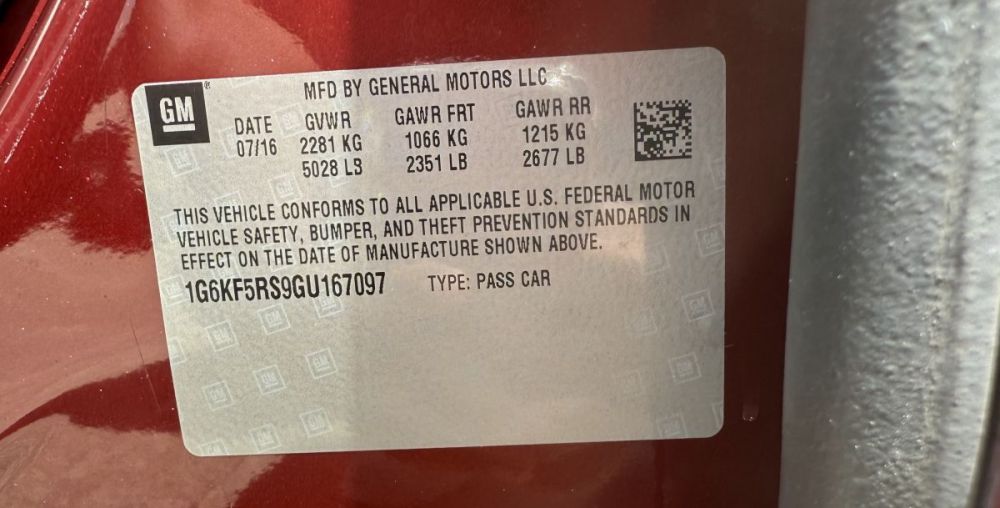 GM
MFD BY GENERAL MOTORS LLC
DATE GVWR GAWR FRT GAWR RR
07/16 2281 KG 1066 KG 1215 KG
5028 LB 2351 LB 2677 LB
THIS VEHICLE CONFORMS TO ALL APPLICABLE U.S. FEDERAL MOTOR
VEHICLE SAFETY, BUMPER, AND THEFT PREVENTION STANDARDS IN
EFFECT ON THE DATE OF MANUFACTURE SHOWN ABOVE.
1G6KF5RS9GU167097 TYPE: PASS CAR